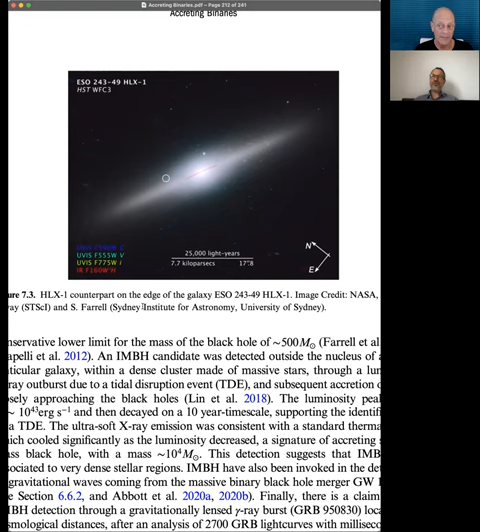 Accreting Binaries.pdf – Page 212 of 241
Accreting Binaries
ESO 243-49 HLX-1
HST WFC3
25,000 light-years
7.7 kiloparsecs 17″.8
N
E
UVIS F555W V
UVIS F775W I
IR F160W H
ure 7.3. HLX-1 counterpart on the edge of the galaxy ESO 243-49 HLX-1. Image Credit: NASA,
ay (STScI) and S. Farrell (Sydney Institute for Astronomy, University of Sydney).
nservative lower limit for the mass of the black hole of ~500M⊙ (Farrell et al
apelli et al. 2012). An IMBH candidate was detected outside the nucleus of a
ticular galaxy, within a dense cluster made of massive stars, through a lum
ray outburst due to a tidal disruption event (TDE), and subsequent accretion o
osely approaching the black holes (Lin et al. 2018). The luminosity peal
~ 10⁴³erg s⁻¹ and then decayed on a 10 year-timescale, supporting the identif
a TDE. The ultra-soft X-ray emission was consistent with a standard therma
hich cooled significantly as the luminosity decreased, a signature of accreting
ass black hole, with a mass ~10⁴M⊙. This detection suggests that IMB
sociated to very dense stellar regions. IMBH have also been invoked in the det
gravitational waves coming from the massive binary black hole merger GW 1
e Section 6.6.2, and Abbott et al. 2020a, 2020b). Finally, there is a claim
IBH detection through a gravitationally lensed γ-ray burst (GRB 950830) loca
smological distances, after an analysis of 2700 GRB lightcurves with millisec